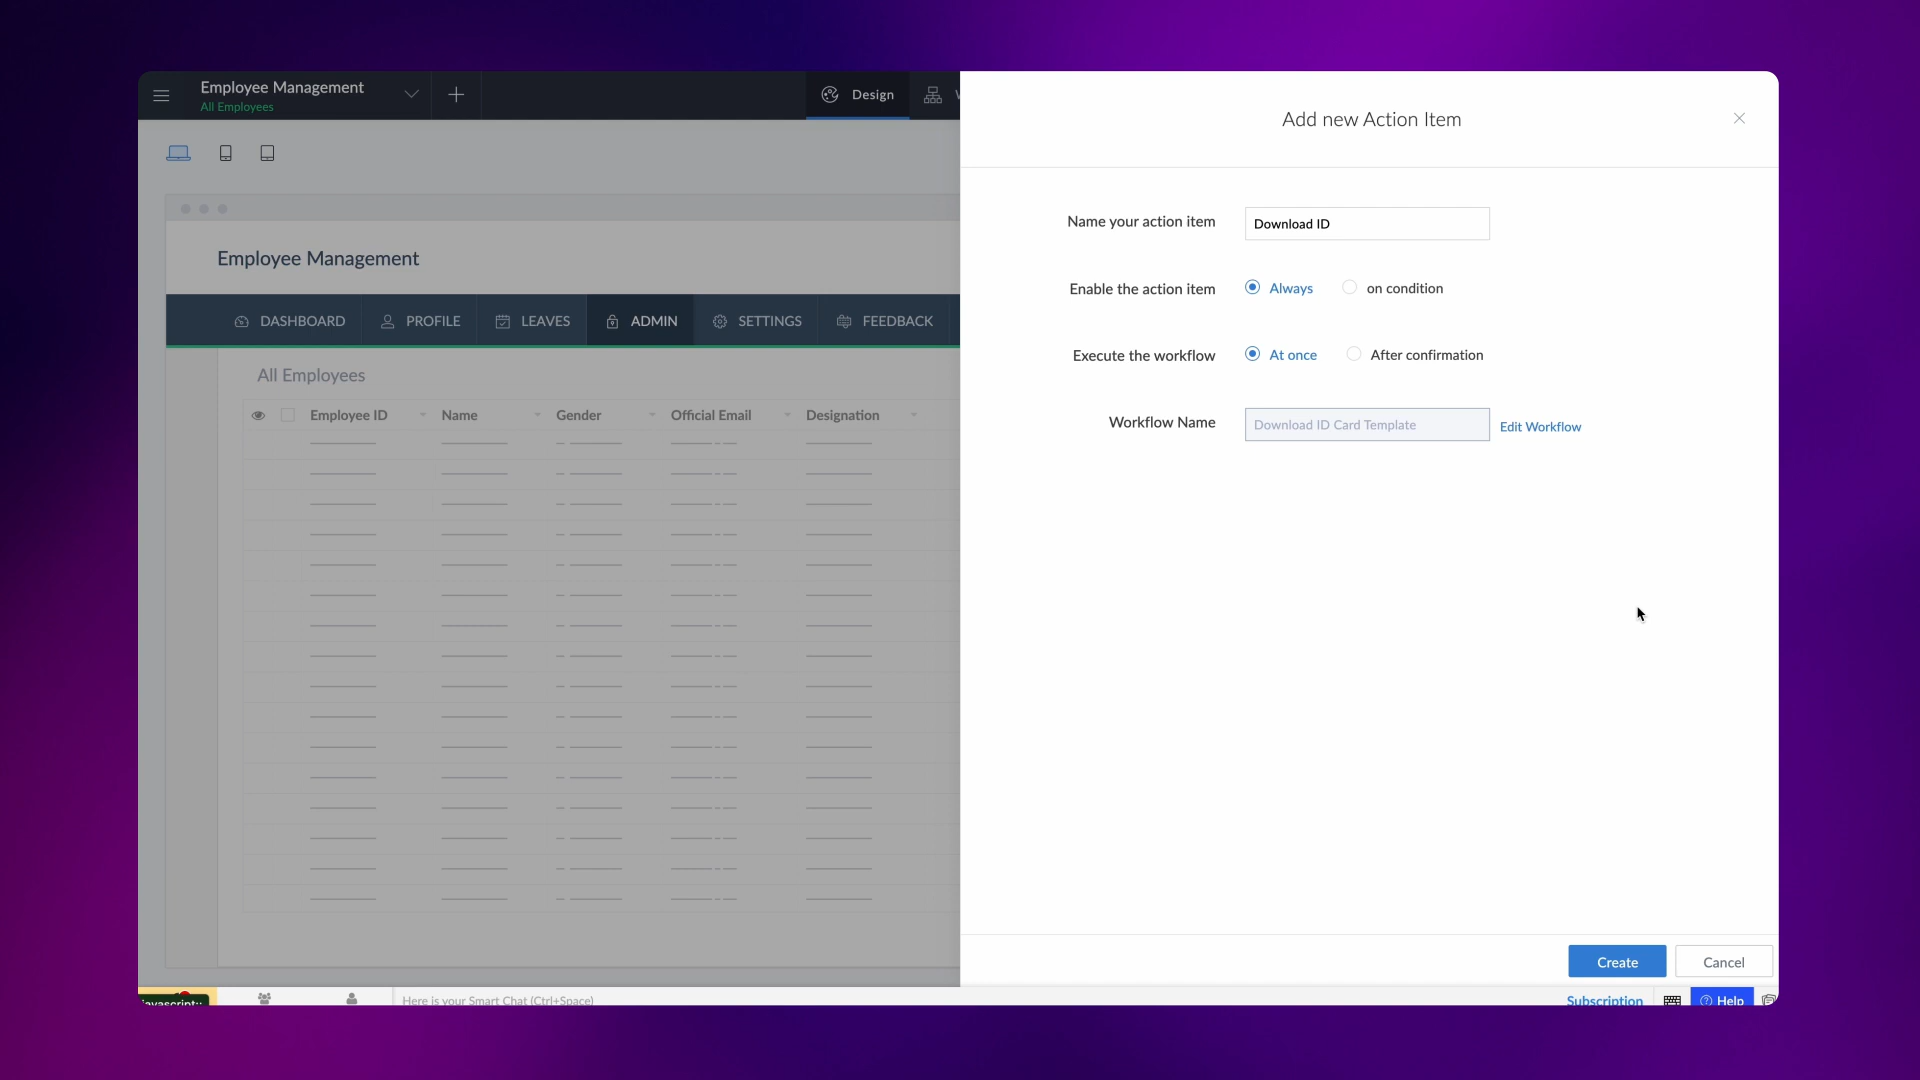 Employee Management
All Employees
Design
Employee Management
DASHBOARD PROFILE LEAVES ADMIN SETTINGS FEEDBACK
All Employees
Employee ID Name Gender Official Email Designation
Add new Action Item
Name your action item Download ID
Enable the action item Always on condition
Execute the workflow At once After confirmation
Workflow Name Download ID Card Template Edit Workflow
Create Cancel
Here is your Smart Chat (Ctrl+Space)
Subscription Help